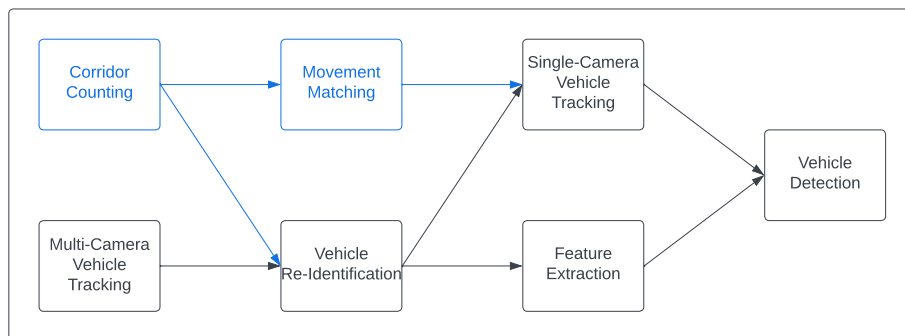 Corridor
Counting
Movement
Matching
Single-Camera
Vehicle
Tracking
Vehicle
Detection
Multi-Camera
Vehicle
Tracking
Vehicle
Re-Identification
Feature
Extraction